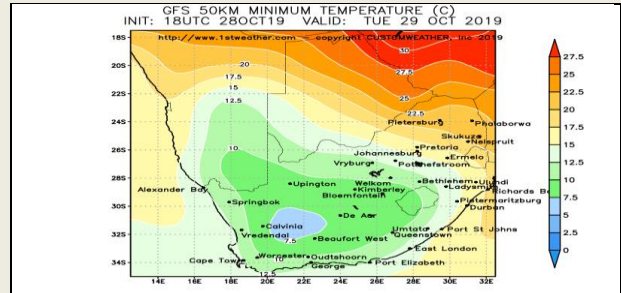 GFS 50KM MINIMUM TEMPERATURE (C)
INIT: 18UTC 28OCT19 VALID: TUE 29 OCT 2019
http://www.1stweather.com © copyright CUSTOMWEATHER, Inc 2019
18S
20S
22S
24S
26S
28S
30S
32S
34S
30
27.5
25
22.5
20
17.5
15
12.5
10
7.5
10
12.5
Pietersburg
Phalaborwa
Skukuza
Nelspruit
Pretoria
Johannesburg
Ermelo
Vryburg
Potchefstroom
Welkom
Bethlehem
Ulundi
Alexander Bay
Upington
Kimberley
Ladysmith
Richards Bay
Bloemfontein
Springbok
Pietermaritzburg
Durban
De Aar
Calvinia
Vredendal
Umtata
Port St Johns
Beaufort West
Queenstown
East London
Worcester
Oudtshoorn
Cape Town
George
Port Elizabeth
14E
16E
18E
20E
22E
24E
26E
28E
30E
32E
27.5
25
22.5
20
17.5
15
12.5
10
7.5
5
2.5
0